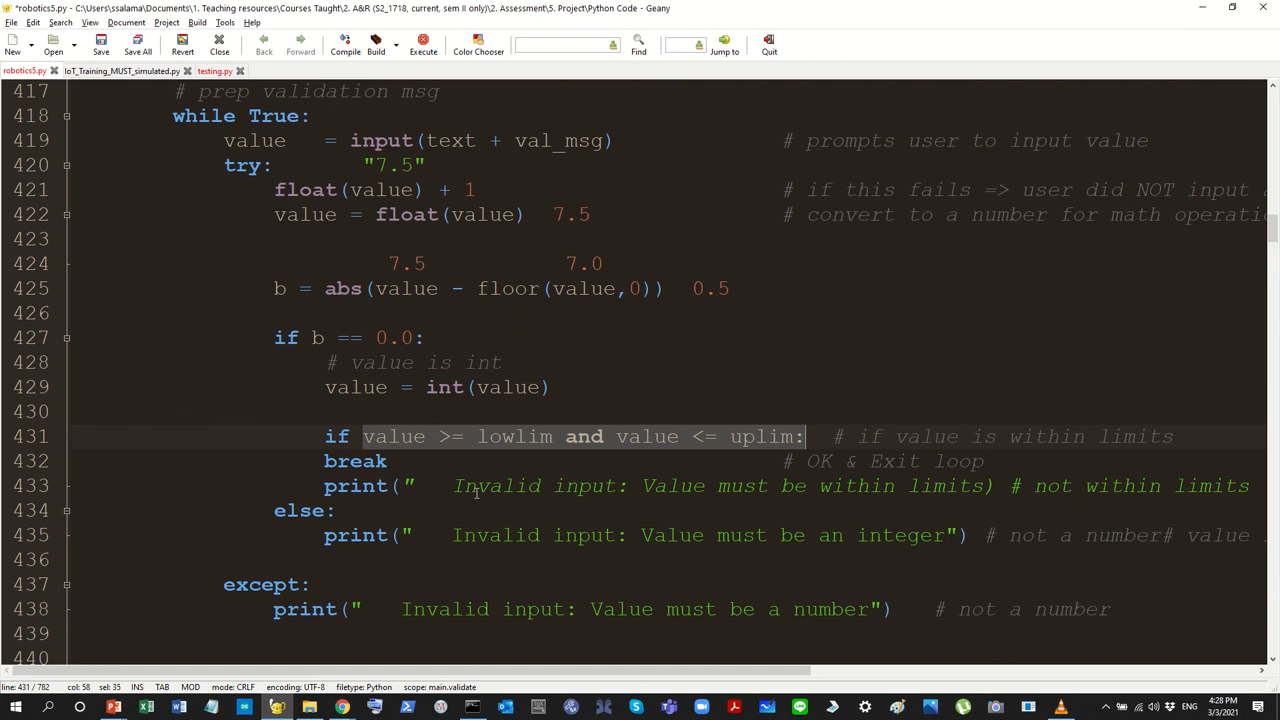 *robotics5.py - C:\Users\ssalama\Documents\1. Teaching resources\Courses Taught\2. A&R (S2_1718, current, sem II only)\2. Assessment\5. Project\Python Code - Geany
File Edit Search View Document Project Build Tools Help
New Open Save Save All Revert Close Back Forward Compile Build Execute Color Chooser Find Jump to Quit
robotics5.py IoT_Training_MUST_simulated.py testing.py
417 # prep validation msg
418 while True:
419 value = input(text + val_msg) # prompts user to input value
420 try: "7.5"
421 float(value) + 1 # if this fails => user did NOT input
422 value = float(value) 7.5 # convert to a number for math operati
423
424 7.5 7.0
425 b = abs(value - floor(value,0)) 0.5
426
427 if b == 0.0:
428 # value is int
429 value = int(value)
430
431 if value >= lowlim and value <= uplim: # if value is within limits
432 break # OK & Exit loop
433 print(" Invalid input: Value must be within limits) # not within limits
434 else:
435 print(" Invalid input: Value must be an integer") # not a number# value
436
437 except:
438 print(" Invalid input: Value must be a number") # not a number
439
440
line: 431 / 782 col: 58 sel: 35 INS TAB MOD mode: CRLF encoding: UTF-8 filetype: Python scope: main.validate
ENG 4:28 PM
3/3/2021